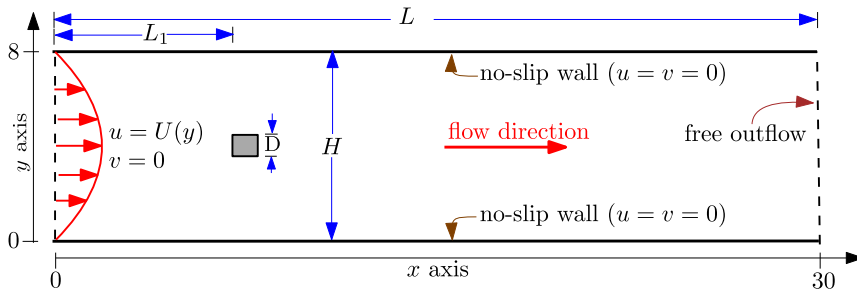 L
L₁
8
no-slip wall (u = v = 0)
u = U(y)
v = 0
D
H
flow direction
free outflow
y axis
no-slip wall (u = v = 0)
0
x axis
0
30